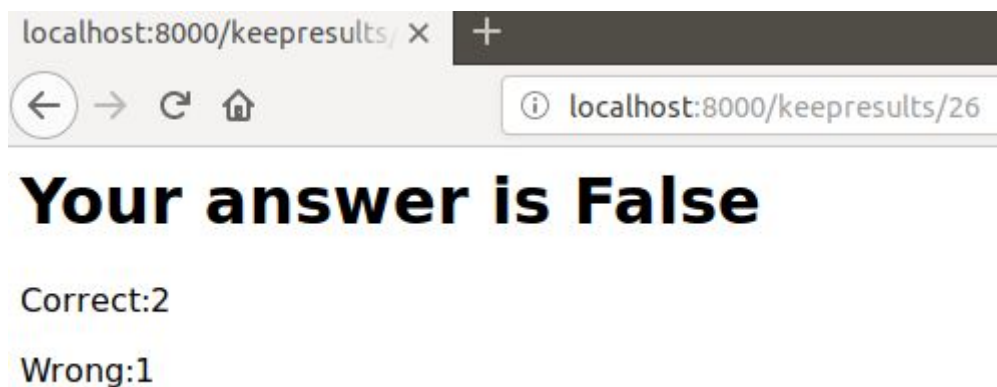 localhost:8000/keepresults/
localhost:8000/keepresults/26
Your answer is False
Correct:2
Wrong:1